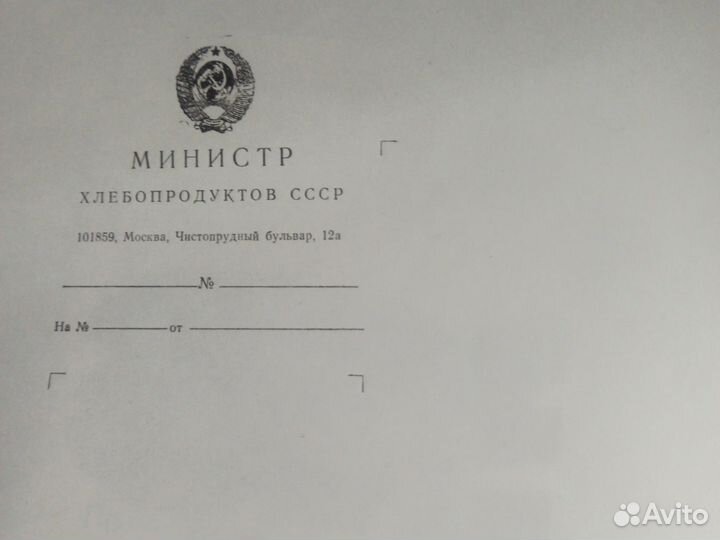 МИНИСТР
ХЛЕБОПРОДУКТОВ СССР
101859, Москва, Чистопрудный бульвар, 12а
№
На № от
Avito